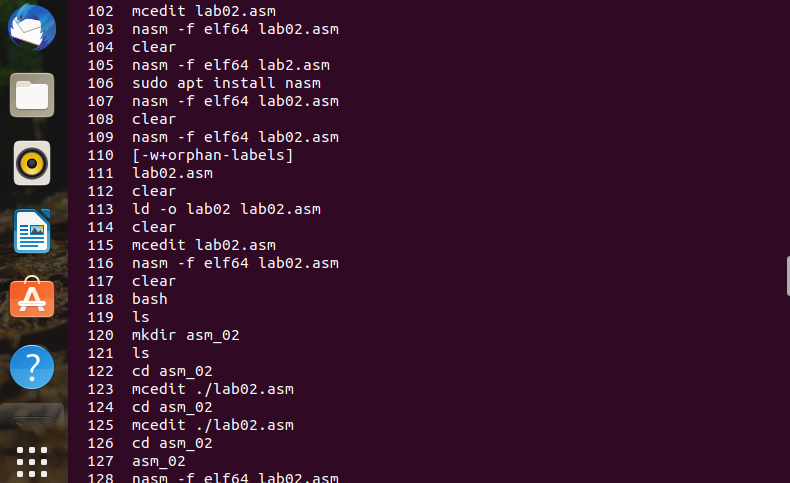 102 mcedit lab02.asm
103 nasm -f elf64 lab02.asm
104 clear
105 nasm -f elf64 lab2.asm
106 sudo apt install nasm
107 nasm -f elf64 lab02.asm
108 clear
109 nasm -f elf64 lab02.asm
110 [-w+orphan-labels]
111 lab02.asm
112 clear
113 ld -o lab02 lab02.asm
114 clear
115 mcedit lab02.asm
116 nasm -f elf64 lab02.asm
117 clear
118 bash
119 ls
120 mkdir asm_02
121 ls
122 cd asm_02
123 mcedit ./lab02.asm
124 cd asm_02
125 mcedit ./lab02.asm
126 cd asm_02
127 asm_02
128 nasm -f elf64 lab02.asm